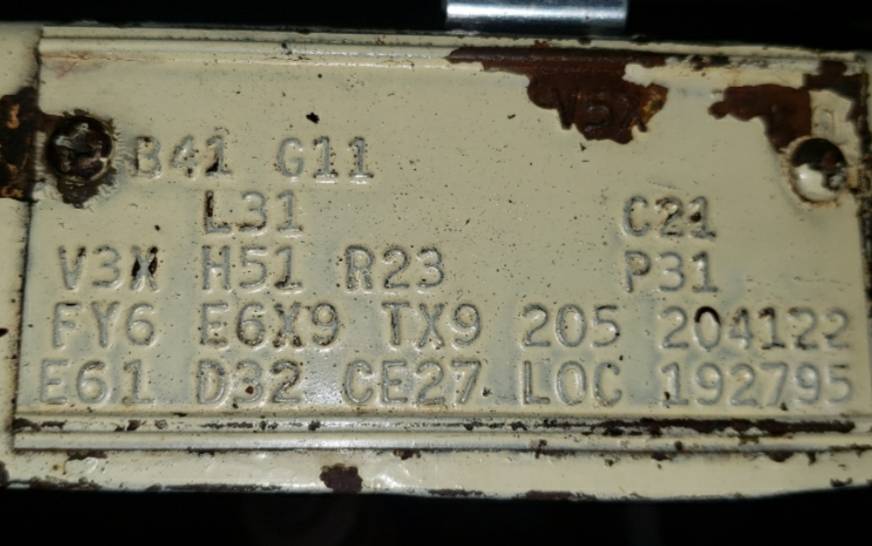 B41 G11
L31 C21
V3X H51 R23 P31
FY6 E6X9 TX9 205 204122
E61 D32 CE27 LOC 192795